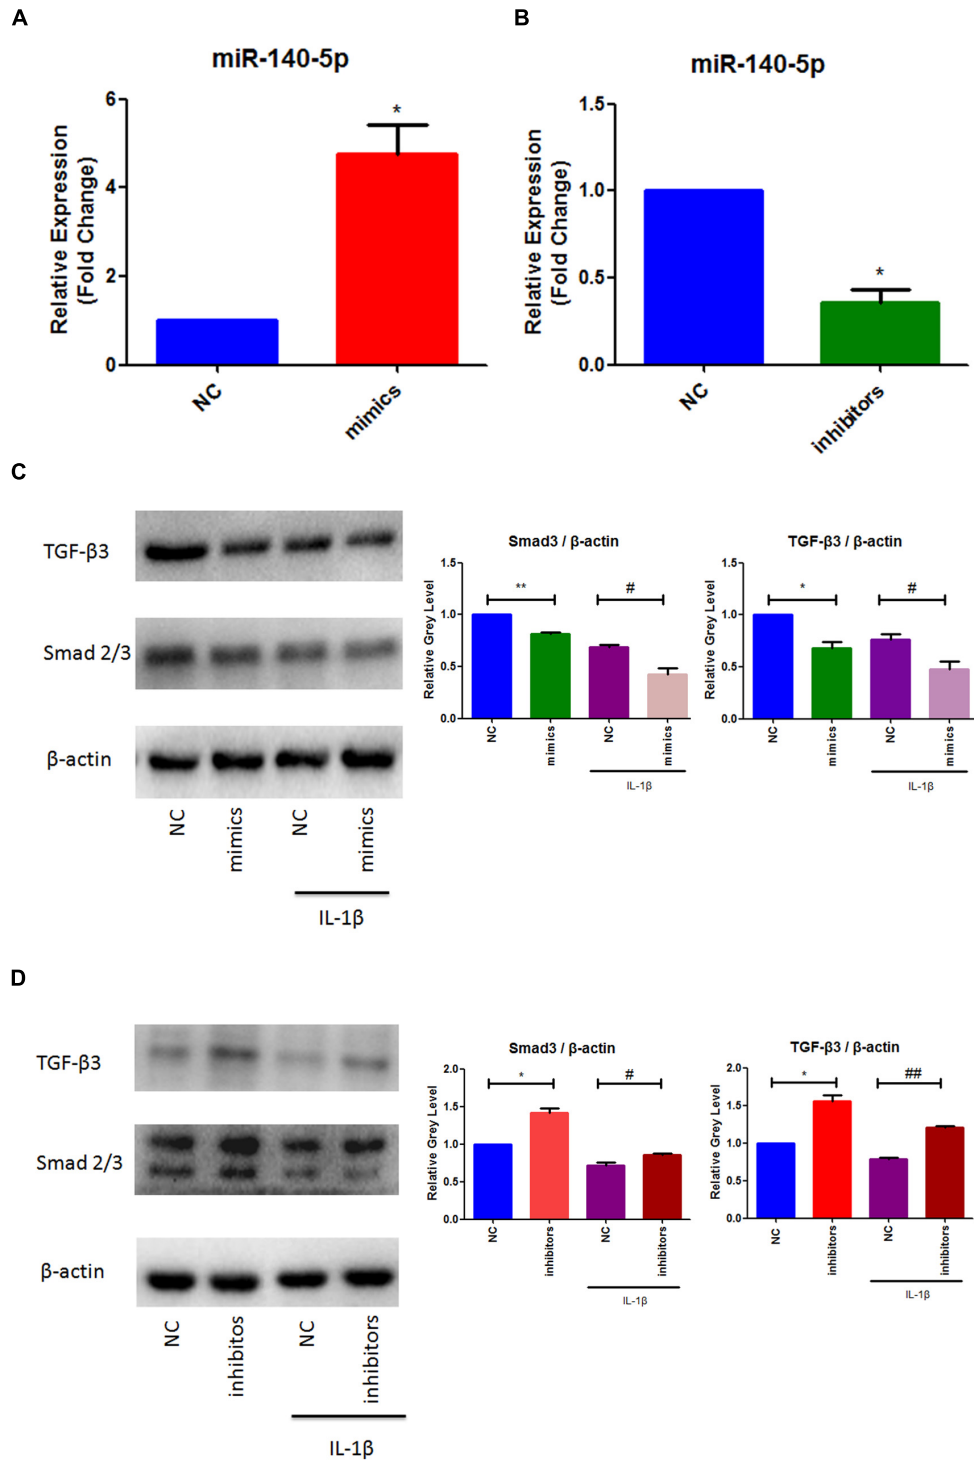 A
B
miR-140-5p
miR-140-5p
Relative Expression
(Fold Change)
6
4
2
0
*
NC
mimics
Relative Expression
(Fold Change)
1.5
1.0
0.5
0.0
*
NC
inhibitors
C
TGF-β3
Smad 2/3
β-actin
NC
mimics
NC
mimics
IL-1β
Smad3 / β-actin
Relative Grey Level
1.5
1.0
0.5
0.0
**
#
NC
mimics
NC
mimics
IL-1β
TGF-β3 / β-actin
Relative Grey Level
1.5
1.0
0.5
0.0
*
#
NC
mimics
NC
mimics
IL-1β
D
TGF-β3
Smad 2/3
β-actin
NC
inhibitos
NC
inhibitors
IL-1β
Smad3 / β-actin
Relative Grey Level
2.0
1.5
1.0
0.5
0.0
*
#
NC
inhibitors
NC
inhibitors
IL-1β
TGF-β3 / β-actin
Relative Grey Level
2.0
1.5
1.0
0.5
0.0
*
##
NC
inhibitors
NC
inhibitors
IL-1β